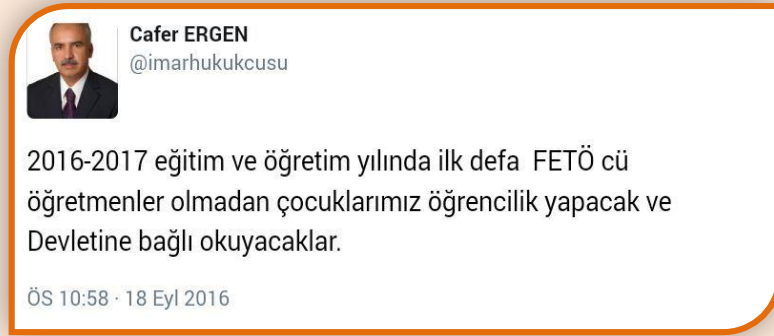 Cafer ERGEN
@imarhukukcusu
2016-2017 eğitim ve öğretim yılında ilk defa FETÖ cü
öğretmenler olmadan çocuklarımız öğrencilik yapacak ve
Devletine bağlı okuyacaklar.
ÖS 10:58 · 18 Eyl 2016